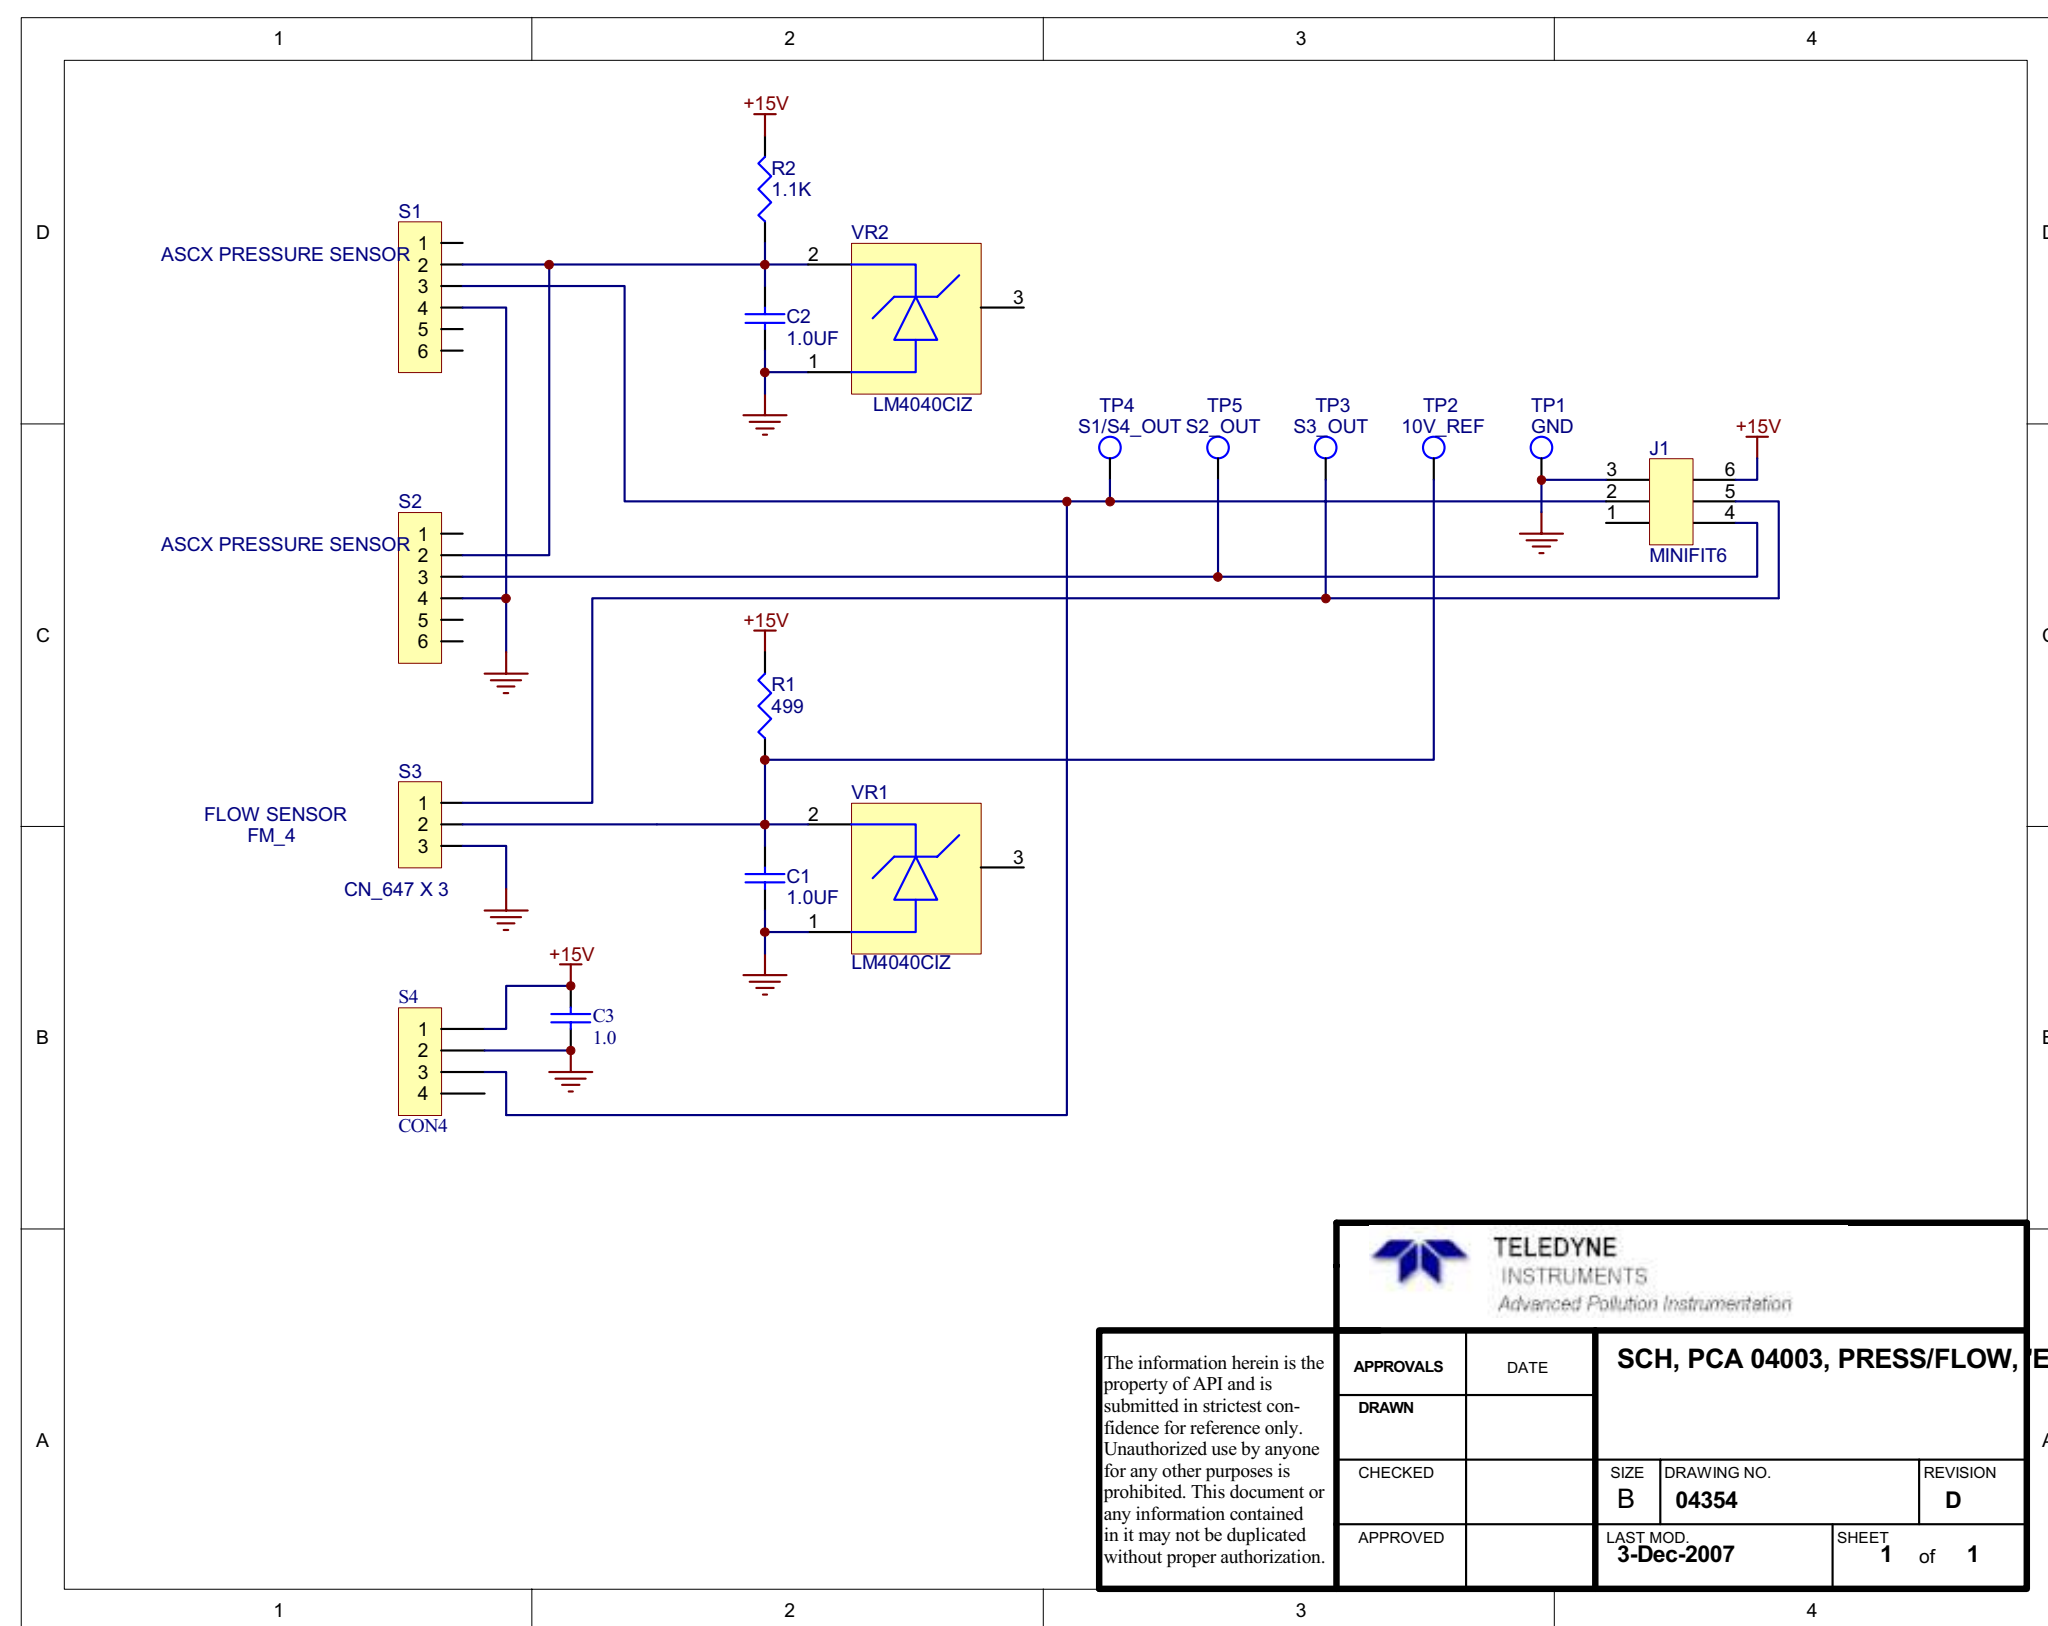 1 2 3 4
+15V
R2
1.1K
S1
VR2
D
ASCX PRESSURE SENSOR
1
2
3
4
5
6
2
3
1
C2
1.0UF
LM4040CIZ
TP4 TP5 TP3 TP2 TP1
S1/S4_OUT S2_OUT S3_OUT 10V_REF GND
+15V
J1
3 6
2 5
1 4
MINIFIT6
S2
ASCX PRESSURE SENSOR
1
2
3
4
5
6
C
+15V
R1
499
S3
VR1
FLOW SENSOR
FM_4
1
2
3
CN_647 X 3
2
3
1
C1
1.0UF
LM4040CIZ
+15V
S4
1
2
3
4
CON4
C3
1.0
B
TELEDYNE
INSTRUMENTS
Advanced Pollution Instrumentation
The information herein is the
property of API and is
submitted in strictest con-
fidence for reference only.
Unauthorized use by anyone
for any other purposes is
prohibited. This document or
any information contained
in it may not be duplicated
without proper authorization.
APPROVALS DATE
DRAWN
CHECKED
APPROVED
SCH, PCA 04003, PRESS/FLOW, 'E
SIZE DRAWING NO. REVISION
B 04354 D
LAST MOD. SHEET
3-Dec-2007 1 of 1
A
1 2 3 4